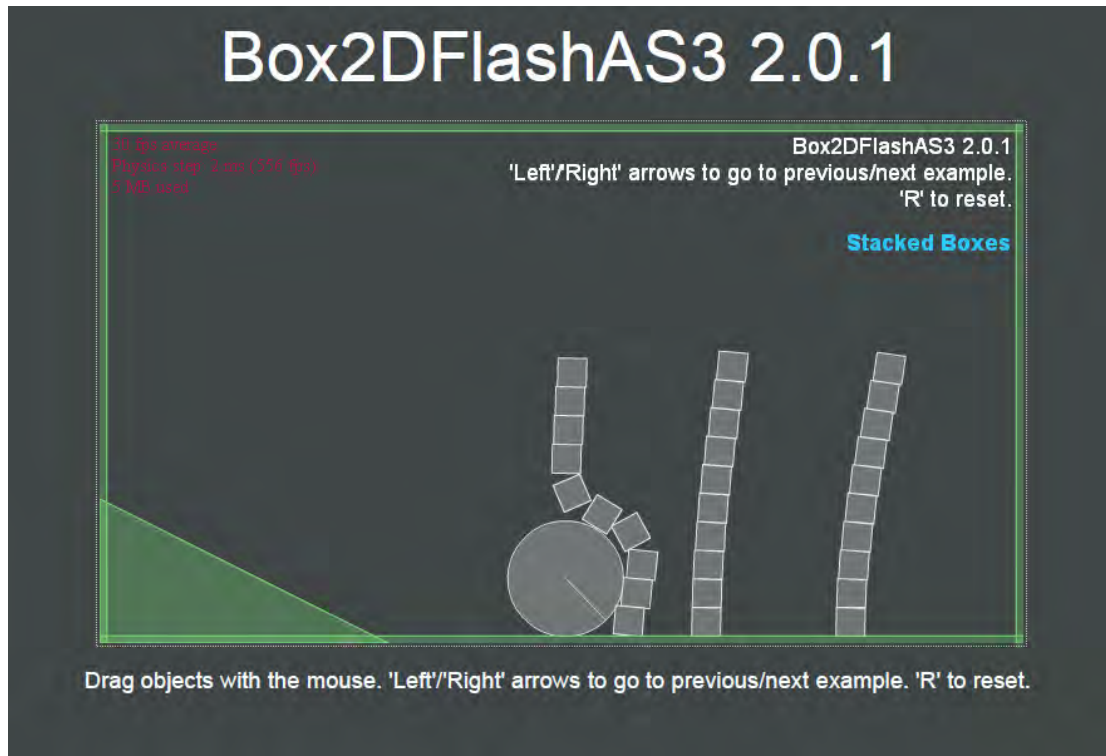 Box2DFlashAS3 2.0.1
Box2DFlashAS3 2.0.1
'Left'/'Right' arrows to go to previous/next example.
'R' to reset.
Stacked Boxes
Drag objects with the mouse. 'Left'/'Right' arrows to go to previous/next example. 'R' to reset.